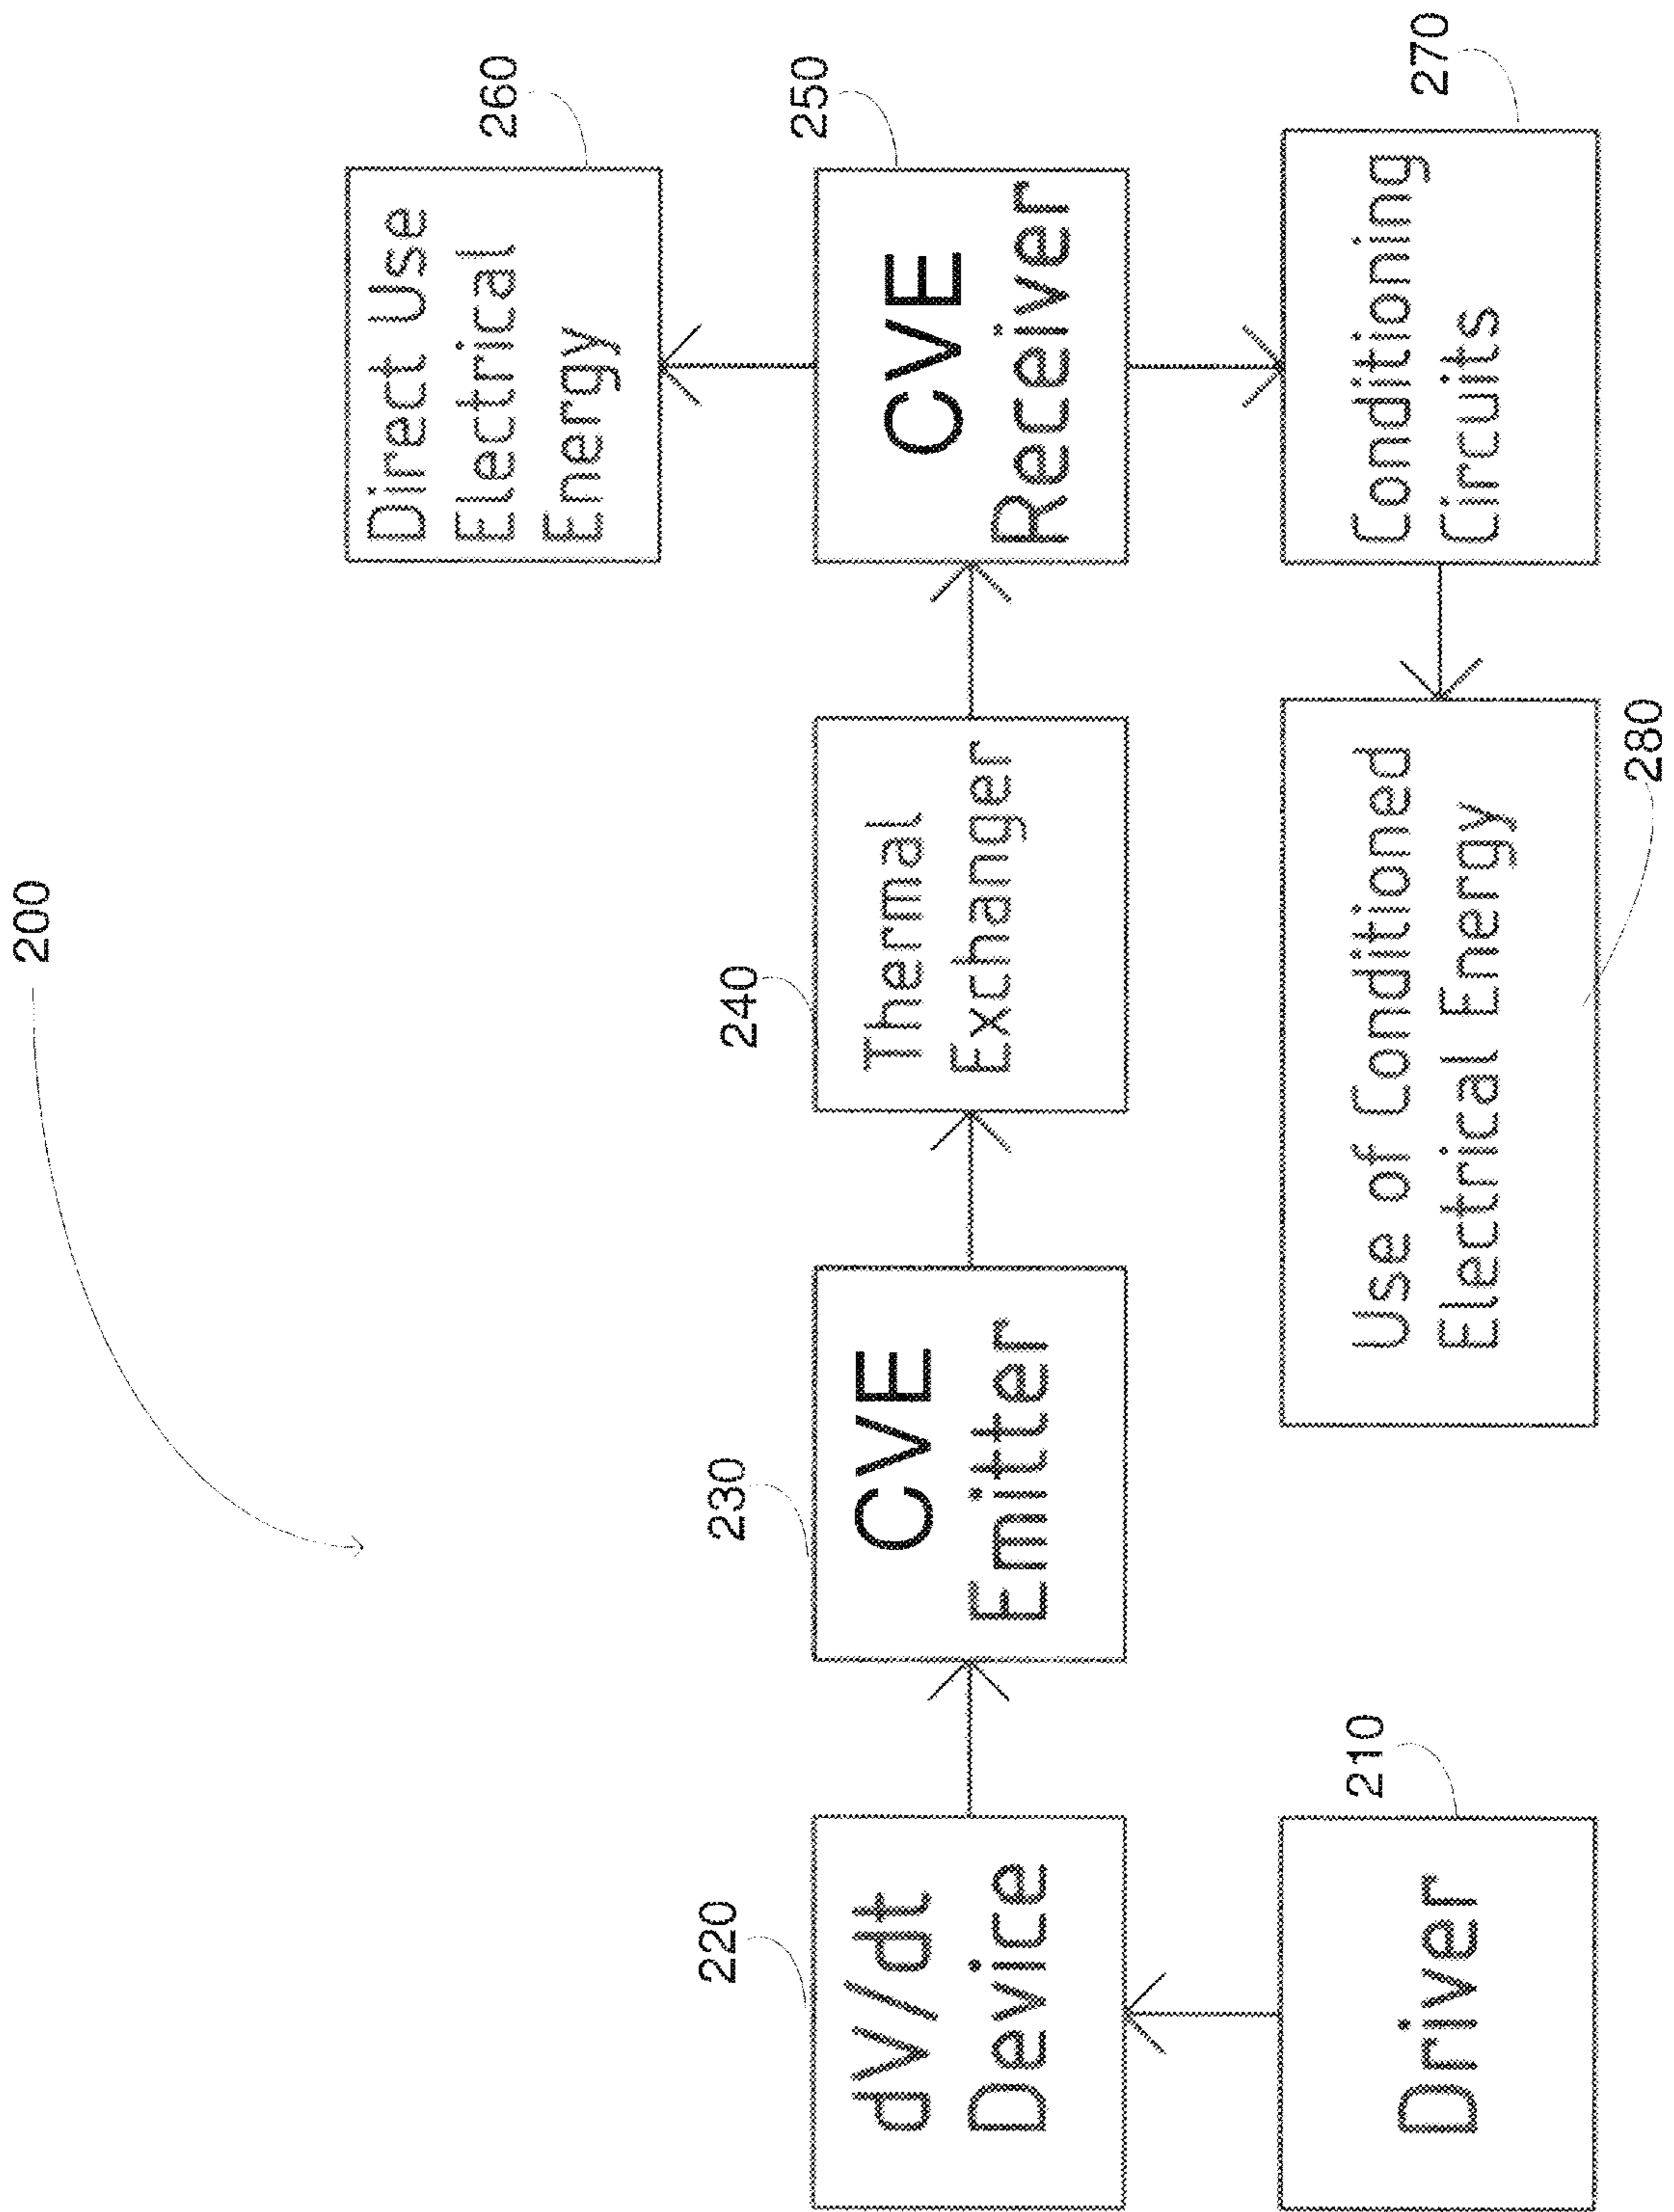 200
260
Direct Use
Electrical
Energy
220
dV/dt
Device
230
CVE
Emitter
240
Thermal
Exchanger
250
CVE
Receiver
210
Driver
280
Use of Conditioned
Electrical Energy
270
Conditioning
Circuits